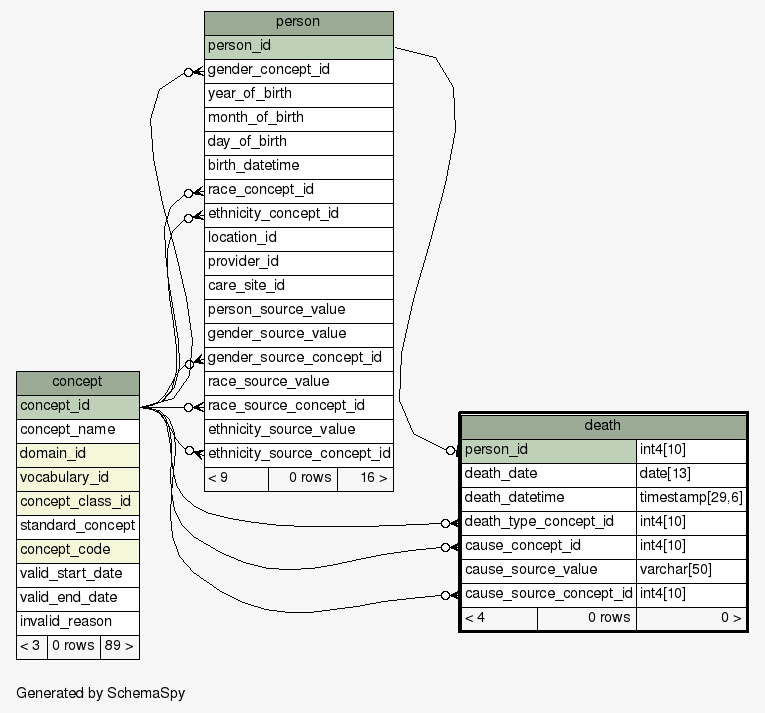 person
person_id
gender_concept_id
year_of_birth
month_of_birth
day_of_birth
birth_datetime
race_concept_id
ethnicity_concept_id
location_id
provider_id
care_site_id
person_source_value
gender_source_value
gender_source_concept_id
race_source_value
race_source_concept_id
ethnicity_source_value
ethnicity_source_concept_id
< 9 0 rows 16 >
concept
concept_id
concept_name
domain_id
vocabulary_id
concept_class_id
standard_concept
concept_code
valid_start_date
valid_end_date
invalid_reason
< 3 0 rows 89 >
death
person_id int4[10]
death_date date[13]
death_datetime timestamp[29,6]
death_type_concept_id int4[10]
cause_concept_id int4[10]
cause_source_value varchar[50]
cause_source_concept_id int4[10]
< 4 0 rows 0 >
Generated by SchemaSpy